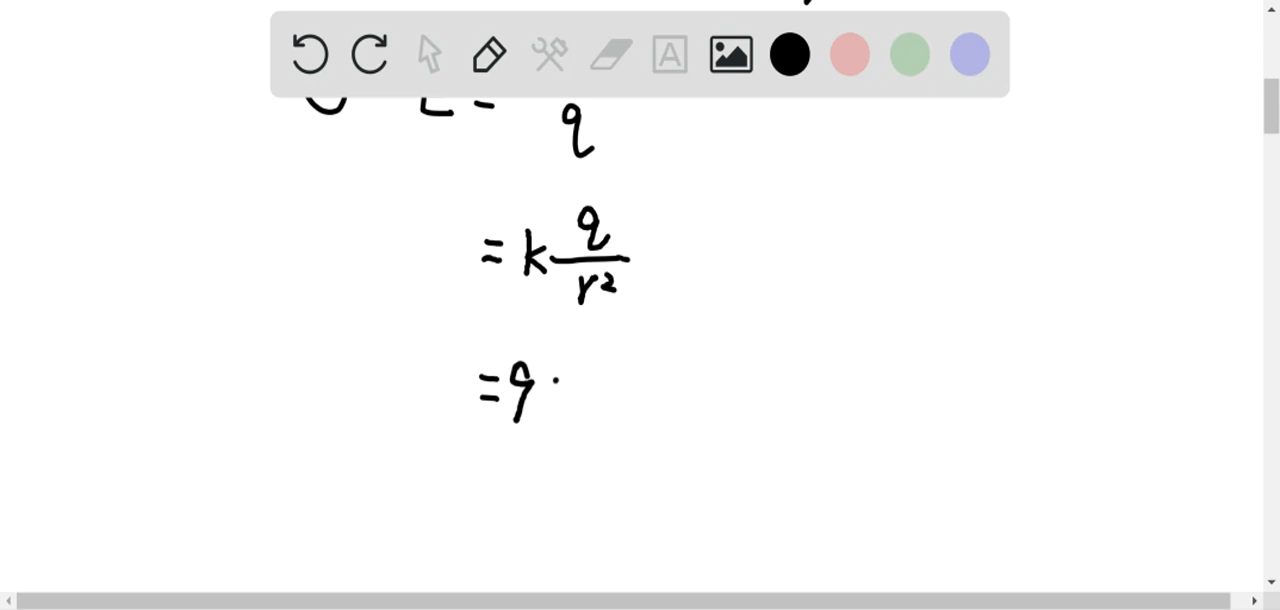 A
E =
q
= k q/r²
= 9 ·